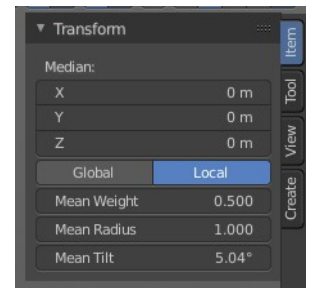 Transform
Median:
X 0 m
Y 0 m
Z 0 m
Global Local
Mean Weight 0.500
Mean Radius 1.000
Mean Tilt 5.04°
Item
Tool
View
Create